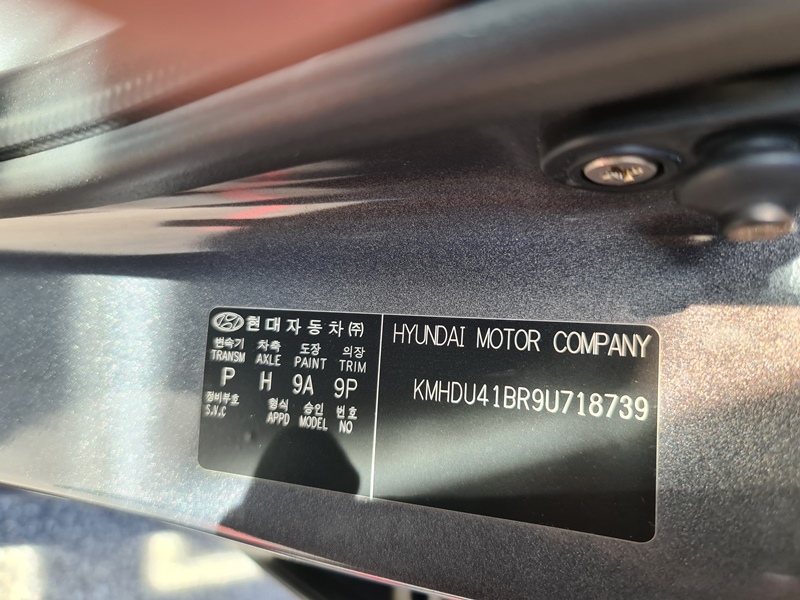 현대자동차㈜
변속기 차축 도장 의장
TRANSM AXLE PAINT TRIM
P H 9A 9P
정비부호 형식 승인 번호
S.V.C APPD MODEL NO
HYUNDAI MOTOR COMPANY
KMHDU41BR9U718739